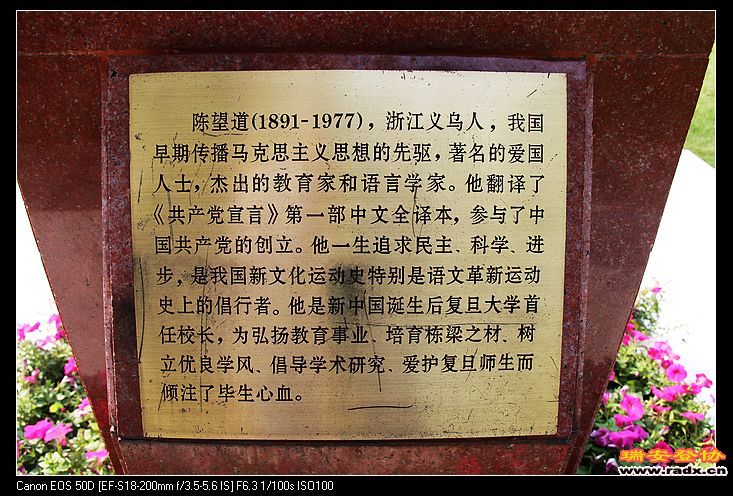 陈望道(1891-1977)，浙江义乌人，我国
早期传播马克思主义思想的先驱，著名的爱国
人士，杰出的教育家和语言学家。他翻译了
《共产党宣言》第一部中文全译本，参与了中
国共产党的创立。他一生追求民主、科学、进
步，是我国新文化运动史特别是语文革新运动
史上的倡行者。他是新中国诞生后复旦大学首
任校长，为弘扬教育事业、培育栋梁之材、树
立优良学风、倡导学术研究、爱护复旦师生而
倾注了毕生心血。
瑞安登协
www.radx.cn
Canon EOS 50D [EF-S18-200mm f/3.5-5.6 IS] F6.3 1/100s ISO100